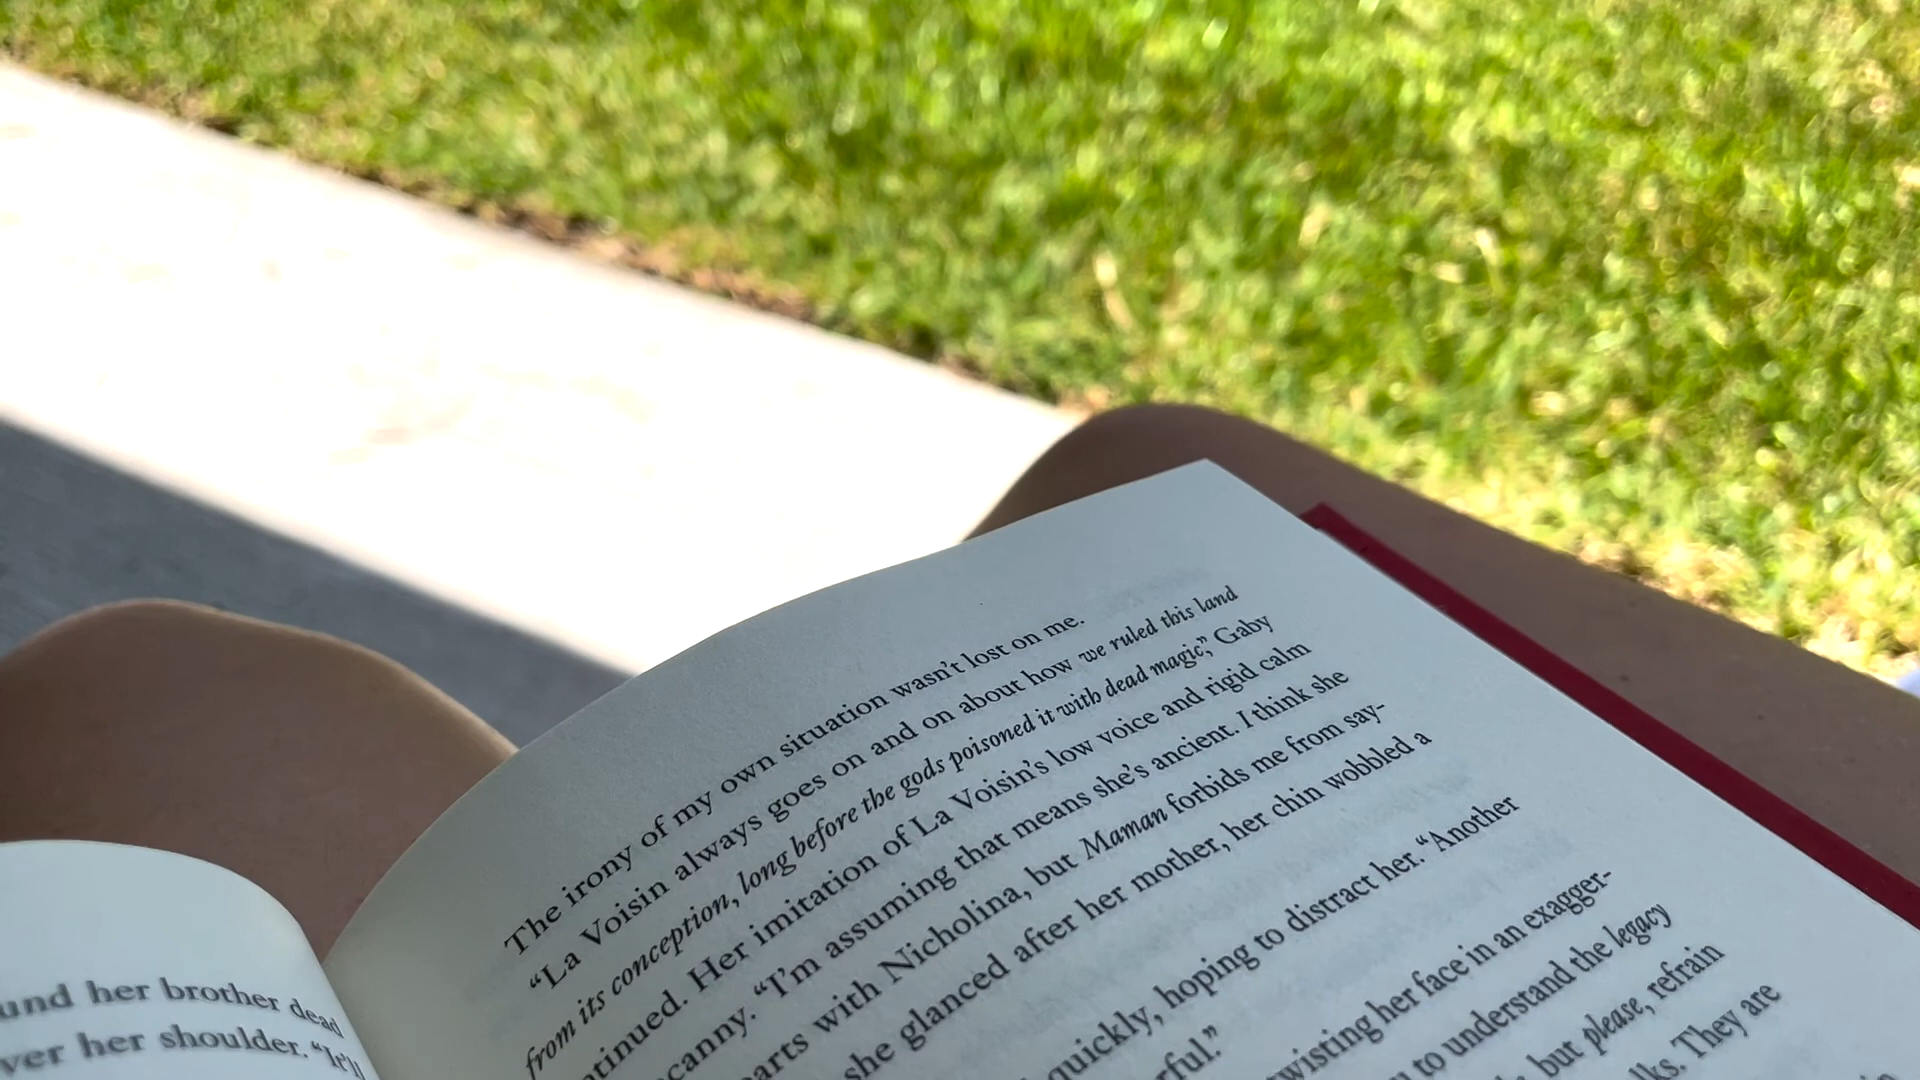 und her brother dead
ver her shoulder. “It’ll
The irony of my own situation wasn’t lost on me.
“La Voisin always goes on and on about how we ruled this land
from its conception, long before the gods poisoned it with dead magic,” Gaby
ntinued. Her imitation of La Voisin’s low voice and rigid calm
canny. “I’m assuming that means she’s ancient. I think she
arts with Nicholina, but Maman forbids me from say-
she glanced after her mother, her chin wobbled a
quickly, hoping to distract her. “Another
rful.”
twisting her face in an exagger-
to understand the legacy
, but please, refrain
lks. They are
in